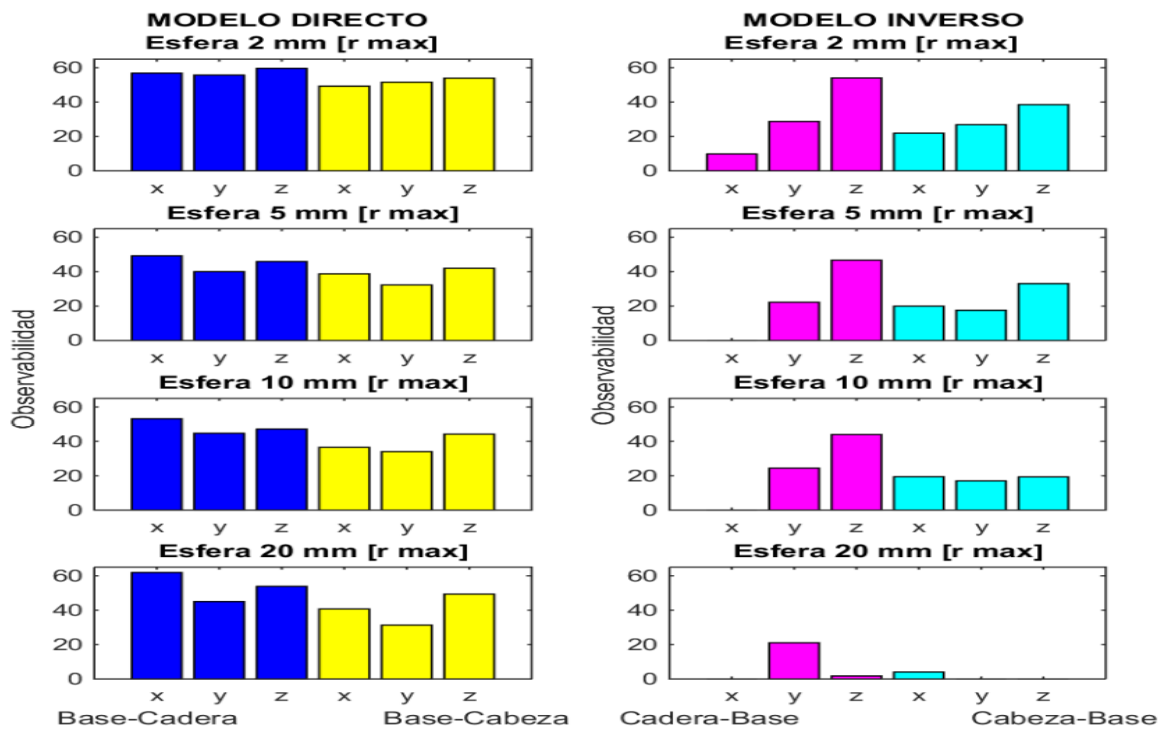 MODELO DIRECTO
Esfera 2 mm [r max]
60
40
20
0
x y z x y z
Esfera 5 mm [r max]
60
40
20
0
x y z x y z
Esfera 10 mm [r max]
60
40
20
0
x y z x y z
Esfera 20 mm [r max]
60
40
20
0
x y z x y z
Observabilidad
Base-Cadera Base-Cabeza
MODELO INVERSO
Esfera 2 mm [r max]
60
40
20
0
x y z x y z
Esfera 5 mm [r max]
60
40
20
0
x y z x y z
Esfera 10 mm [r max]
60
40
20
0
x y z x y z
Esfera 20 mm [r max]
60
40
20
0
x y z x y z
Observabilidad
Cadera-Base Cabeza-Base